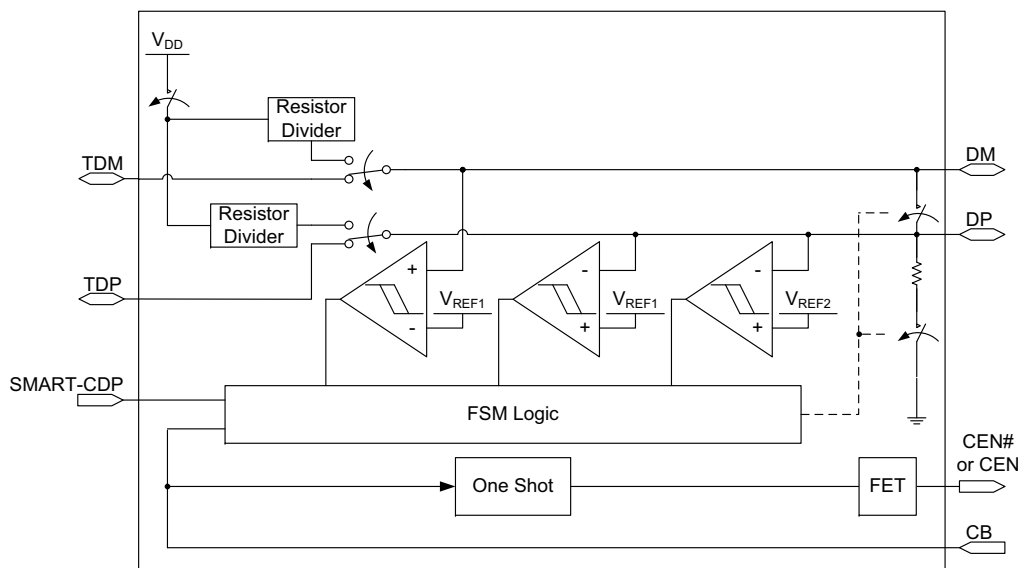 VDD
Resistor
Divider
TDM
DM
Resistor
Divider
DP
TDP
+
-
VREF1
-
+
VREF1
-
+
VREF2
SMART-CDP
FSM Logic
CEN#
or CEN
One Shot
FET
CB